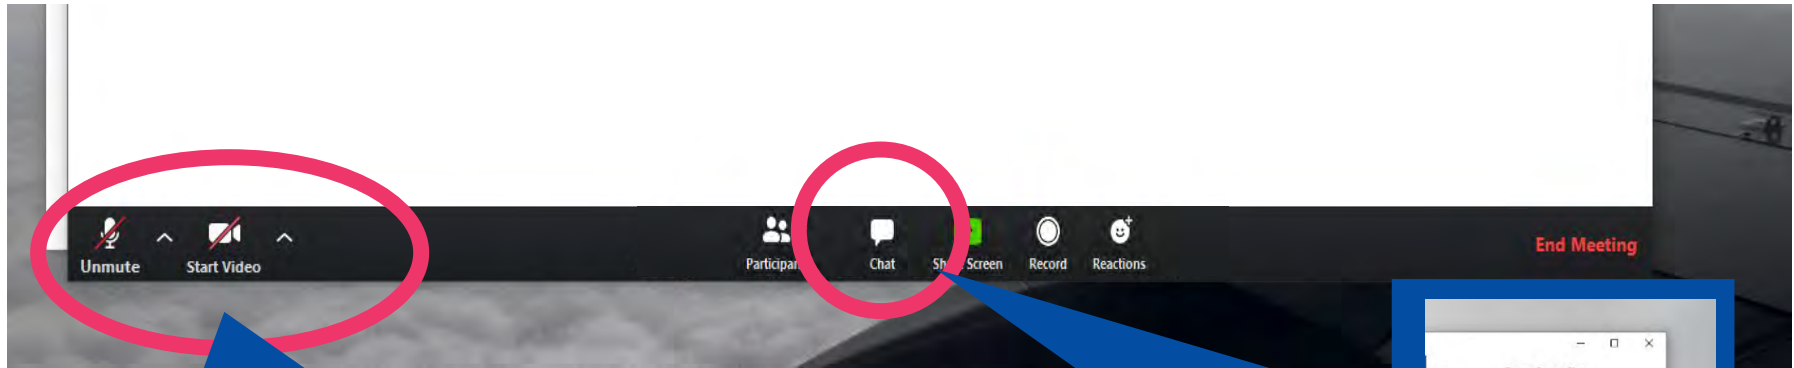 Unmute
Start Video
Chat
Screen
Record
Reactions
End Meeting